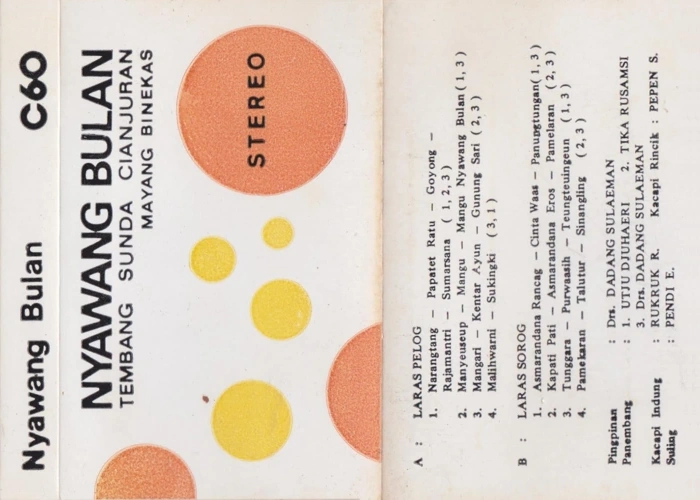 Nyawang Bulan C60
NYAWANG BULAN
TEMBANG SUNDA CIANJURAN
MAYANG BINEKAS
STEREO
A : LARAS PELOG
1. Narangtang – Papatet Ratu – Goyong –
Rajamantri – Sumarsana ( 1, 2, 3 )
2. Manyeuseup – Mangu – Mangu Nyawang Bulan ( 1, 3 )
3. Mangari – Kentar Ayun – Gunung Sari ( 2, 3 )
4. Malihwarni – Sukingki ( 3, 1 )
B : LARAS SOROG
1. Asmarandana Rancag – Cinta Waas – Panungtungan( 1, 3 )
2. Kapati Pati – Asmarandana Eros – Pamelaran ( 2, 3 )
3. Tunggara – Purwaasih – Teungteuingeun ( 1, 3 )
4. Pamekaran – Talutur – Sinangling ( 2, 3 )
Pingpinan : Drs. DADANG SULAEMAN
Panembang : 1. UTJU DJUHAERI 2. TIKA RUSAMSI
3. Drs. DADANG SULAEMAN
Kacapi Indung : RUKRUK R. Kacapi Rincik : PEPEN S.
Suling : PENDI E.